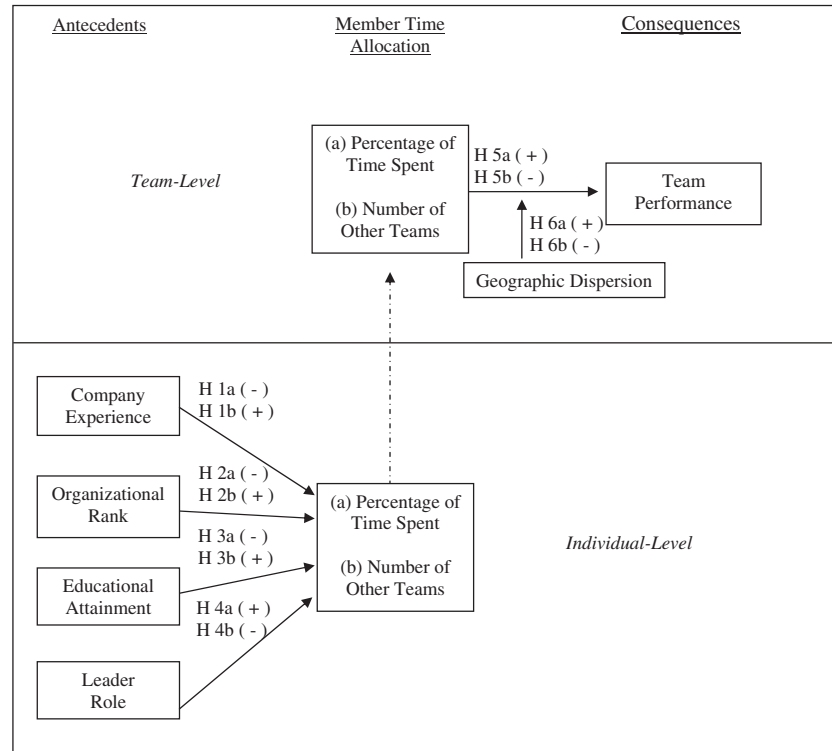 Antecedents
Member Time
Allocation
Consequences
Team-Level
(a) Percentage of
Time Spent
(b) Number of
Other Teams
H 5a ( + )
H 5b ( - )
Team
Performance
H 6a ( + )
H 6b ( - )
Geographic Dispersion
Company
Experience
H 1a ( - )
H 1b ( + )
Organizational
Rank
H 2a ( - )
H 2b ( + )
Educational
Attainment
H 3a ( - )
H 3b ( + )
Leader
Role
H 4a ( + )
H 4b ( - )
(a) Percentage of
Time Spent
(b) Number of
Other Teams
Individual-Level